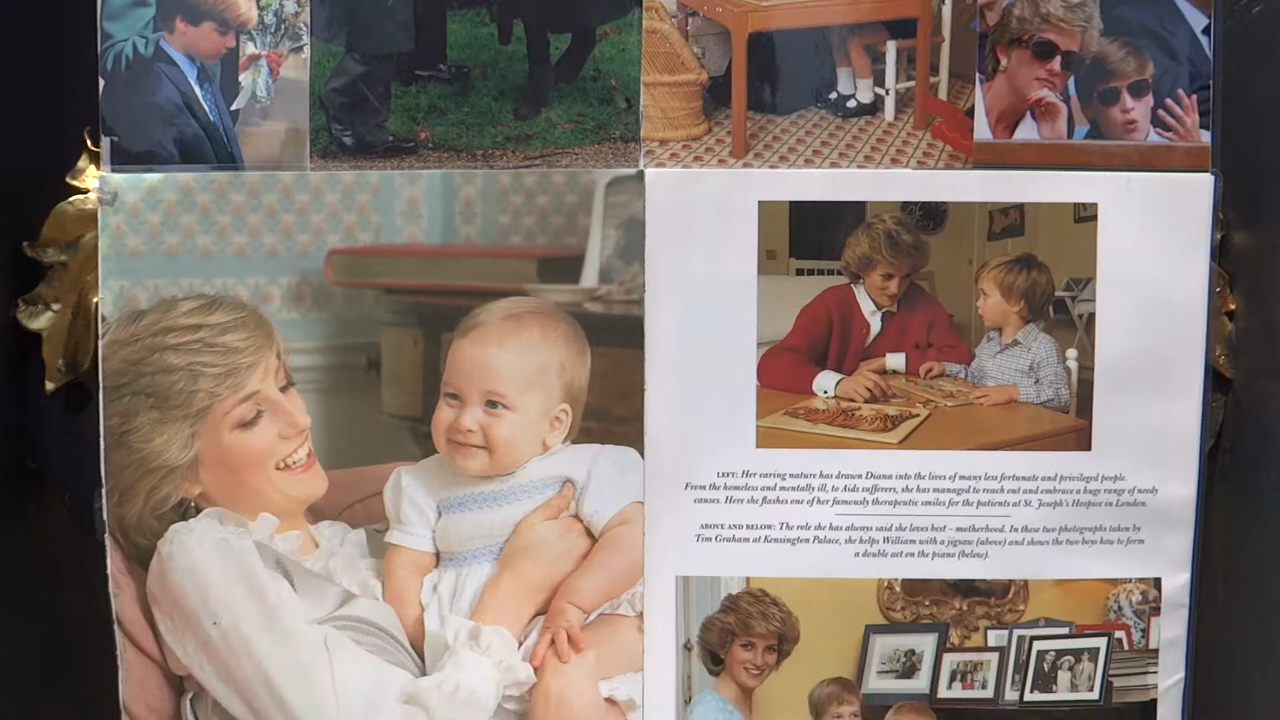 LEFT: Her caring nature has drawn Diana into the lives of many less fortunate and privileged people.
From the homeless and mentally ill, to Aids sufferers, she has managed to reach out and embrace a huge range of needy
causes. Here she flashes one of her famously therapeutic smiles for the patients at St. Joseph's Hospice in London.
ABOVE AND BELOW: The role she has always said she loves best – motherhood. In these two photographs taken by
Tim Graham at Kensington Palace, she helps William with a jigsaw (above) and shows the two boys how to form
a double act on the piano (below).